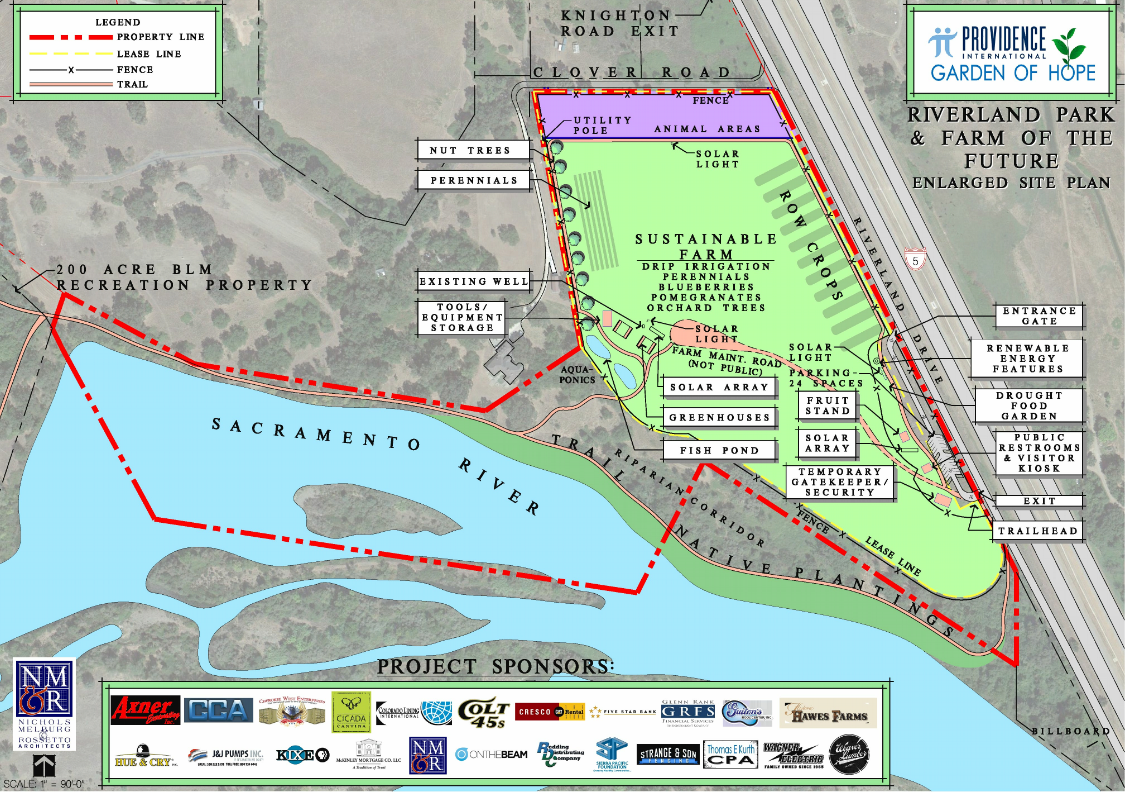 LEGEND
PROPERTY LINE
LEASE LINE
FENCE
TRAIL
KNIGHTON
ROAD EXIT
CLOVER ROAD
PROVIDENCE
INTERNATIONAL
GARDEN OF HOPE
RIVERLAND PARK
& FARM OF THE
FUTURE
ENLARGED SITE PLAN
FENCE
UTILITY
POLE
ANIMAL AREAS
NUT TREES
SOLAR
LIGHT
PERENNIALS
ROW CROPS
RIVERLAND DRIVE
5
SUSTAINABLE
FARM
DRIP IRRIGATION
PERENNIALS
BLUEBERRIES
POMEGRANATES
ORCHARD TREES
200 ACRE BLM
RECREATION PROPERTY
EXISTING WELL
TOOLS/
EQUIPMENT
STORAGE
SOLAR
LIGHT
FARM MAINT. ROAD
(NOT PUBLIC)
SOLAR
LIGHT
PARKING-
24 SPACES
ENTRANCE
GATE
RENEWABLE
ENERGY
FEATURES
AQUA-
PONICS
SOLAR ARRAY
FRUIT
STAND
DROUGHT
FOOD
GARDEN
GREENHOUSES
SOLAR
ARRAY
PUBLIC
RESTROOMS
& VISITOR
KIOSK
FISH POND
TEMPORARY
GATEKEEPER/
SECURITY
EXIT
TRAILHEAD
SACRAMENTO RIVER
TRAIL
RIPARIAN CORRIDOR
NATIVE PLANTINGS
FENCE
LEASE LINE
BILLBOARD
PROJECT SPONSORS:
NM
&R
NICHOLS
MELBURG
&
ROSSETTO
ARCHITECTS
SCALE: 1" = 90'-0"
Axner
CCA
CICADA
CANTINA
COLORADO LINING
INTERNATIONAL
COLT
45s
CRESCO
Rental
FIVE STAR BANK
GLENN RANK
GRFS
FINANCIAL SERVICES
HAWES FARMS
HUE & CRY INC.
J&J PUMPS INC.
KIXE
MCKINLEY MORTGAGE CO. LLC
A Tradition of Trust
NM
&R
ONTHEBEAM
Redding
Distributing
Company
SIERRA PACIFIC
FOUNDATION
STRANGE & SON
FENCING
Thomas E Kurth
CPA
WAGNER
ELECTRIC
FAMILY OWNED SINCE 1958